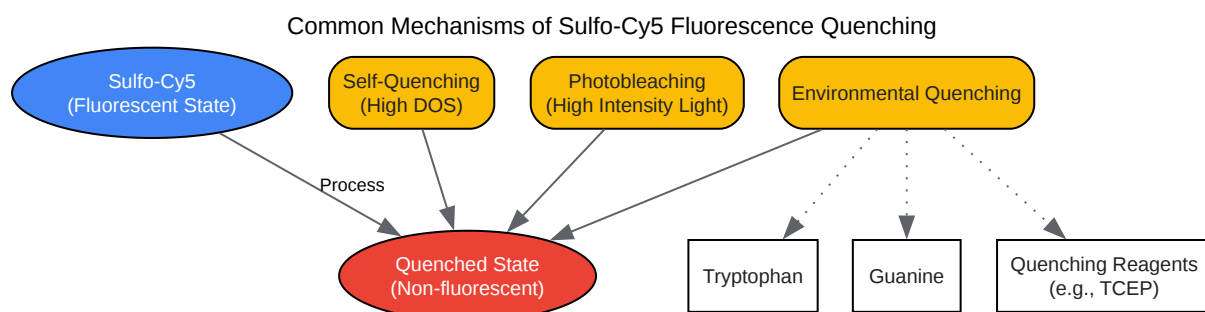 Common Mechanisms of Sulfo-Cy5 Fluorescence Quenching
Sulfo-Cy5
(Fluorescent State)
Self-Quenching
(High DOS)
Photobleaching
(High Intensity Light)
Environmental Quenching
Process
Quenched State
(Non-fluorescent)
Tryptophan
Guanine
Quenching Reagents
(e.g., TCEP)